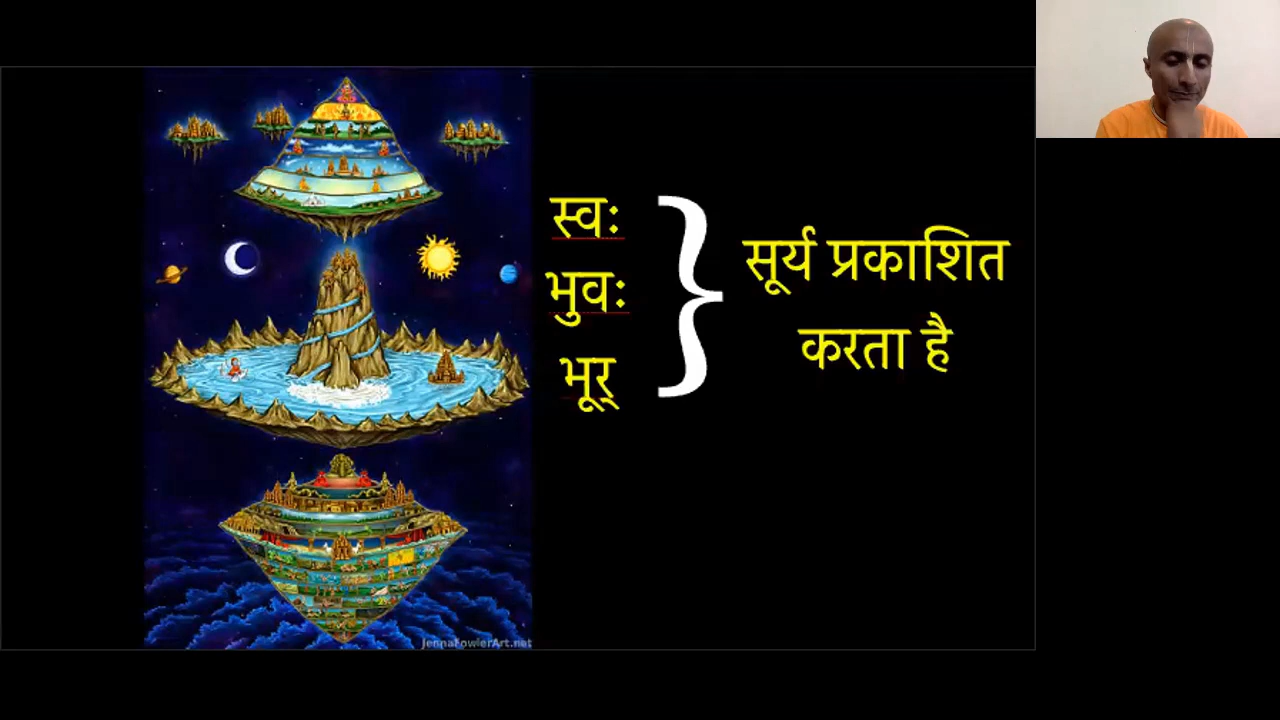 स्वः
भुवः
भूर्
सूर्य प्रकाशित
करता है
JennaFowlerArt.net